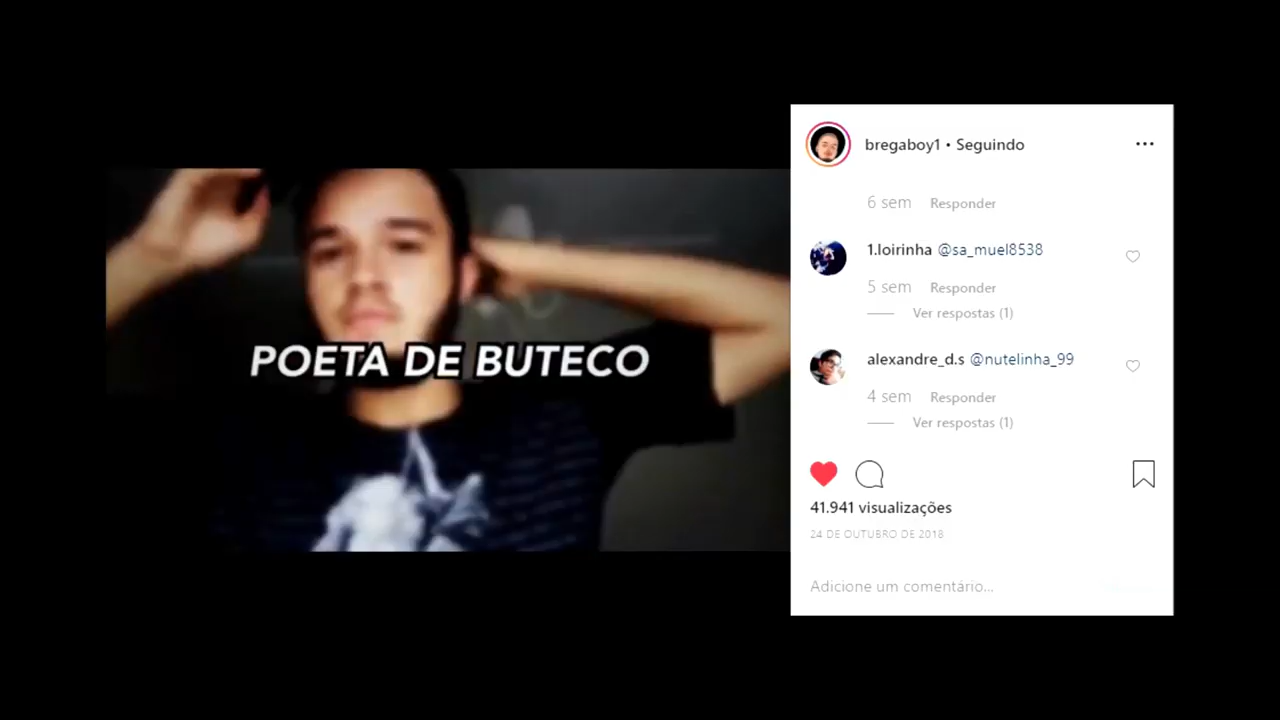 POETA DE BUTECO
bregaboy1 • Seguindo
6 sem Responder
1.loirinha @sa_muel8538
5 sem Responder
Ver respostas (1)
alexandre_d.s @nutelinha_99
4 sem Responder
Ver respostas (1)
41.941 visualizações
24 DE OUTUBRO DE 2018
Adicione um comentário...